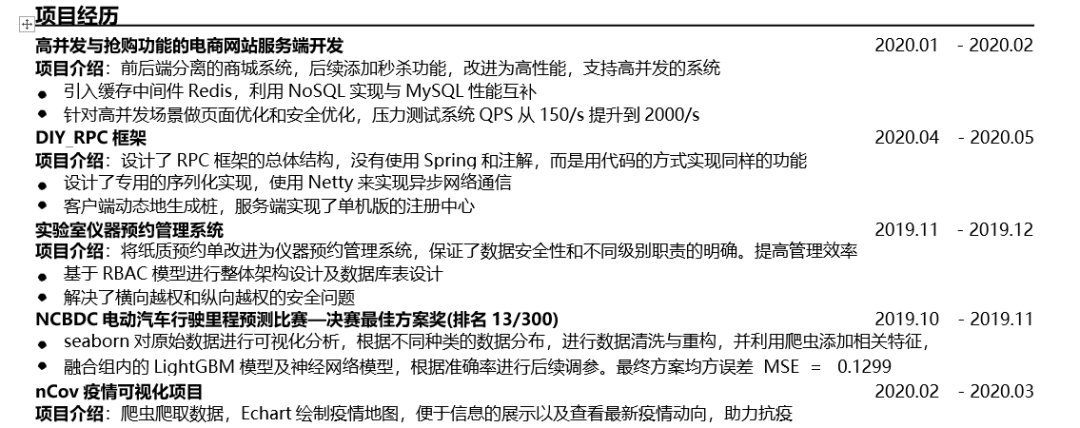 项目经历
高并发与抢购功能的电商网站服务端开发 2020.01 - 2020.02
项目介绍：前后端分离的商城系统，后续添加秒杀功能，改进为高性能，支持高并发的系统
● 引入缓存中间件 Redis，利用 NoSQL 实现与 MySQL 性能互补
● 针对高并发场景做页面优化和安全优化，压力测试系统 QPS 从 150/s 提升到 2000/s
DIY_RPC 框架 2020.04 - 2020.05
项目介绍：设计了 RPC 框架的总体结构，没有使用 Spring 和注解，而是用代码的方式实现同样的功能
● 设计了专用的序列化实现，使用 Netty 来实现异步网络通信
● 客户端动态地生成桩，服务端实现了单机版的注册中心
实验室仪器预约管理系统 2019.11 - 2019.12
项目介绍：将纸质预约单改进为仪器预约管理系统，保证了数据安全性和不同级别职责的明确。提高管理效率
● 基于 RBAC 模型进行整体架构设计及数据库表设计
● 解决了横向越权和纵向越权的安全问题
NCBDC 电动汽车行驶里程预测比赛—决赛最佳方案奖(排名 13/300) 2019.10 - 2019.11
● seaborn 对原始数据进行可视化分析，根据不同种类的数据分布，进行数据清洗与重构，并利用爬虫添加相关特征，
● 融合组内的 LightGBM 模型及神经网络模型，根据准确率进行后续调参。最终方案均方误差 MSE = 0.1299
nCov 疫情可视化项目 2020.02 - 2020.03
项目介绍：爬虫爬取数据，Echart 绘制疫情地图，便于信息的展示以及查看最新疫情动向，助力抗疫